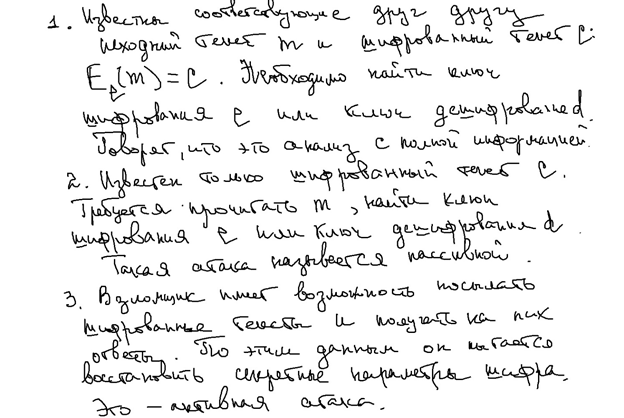 1. Известны соответствующие друг другу
исходный текст m и шифрованный текст c:
E_e(m) = c. Необходимо найти ключ
шифрования e или ключ дешифрования d.
Говорят, что это анализ с полной информацией.
2. Известен только шифрованный текст c.
Требуется прочитать m, найти ключ
шифрования e или ключ дешифрования d.
Такая атака называется пассивной.
3. Взломщик имеет возможность посылать
шифрованные тексты и получать на них
ответы. По этим данным он пытается
восстановить секретные параметры шифра.
Это – активная атака.